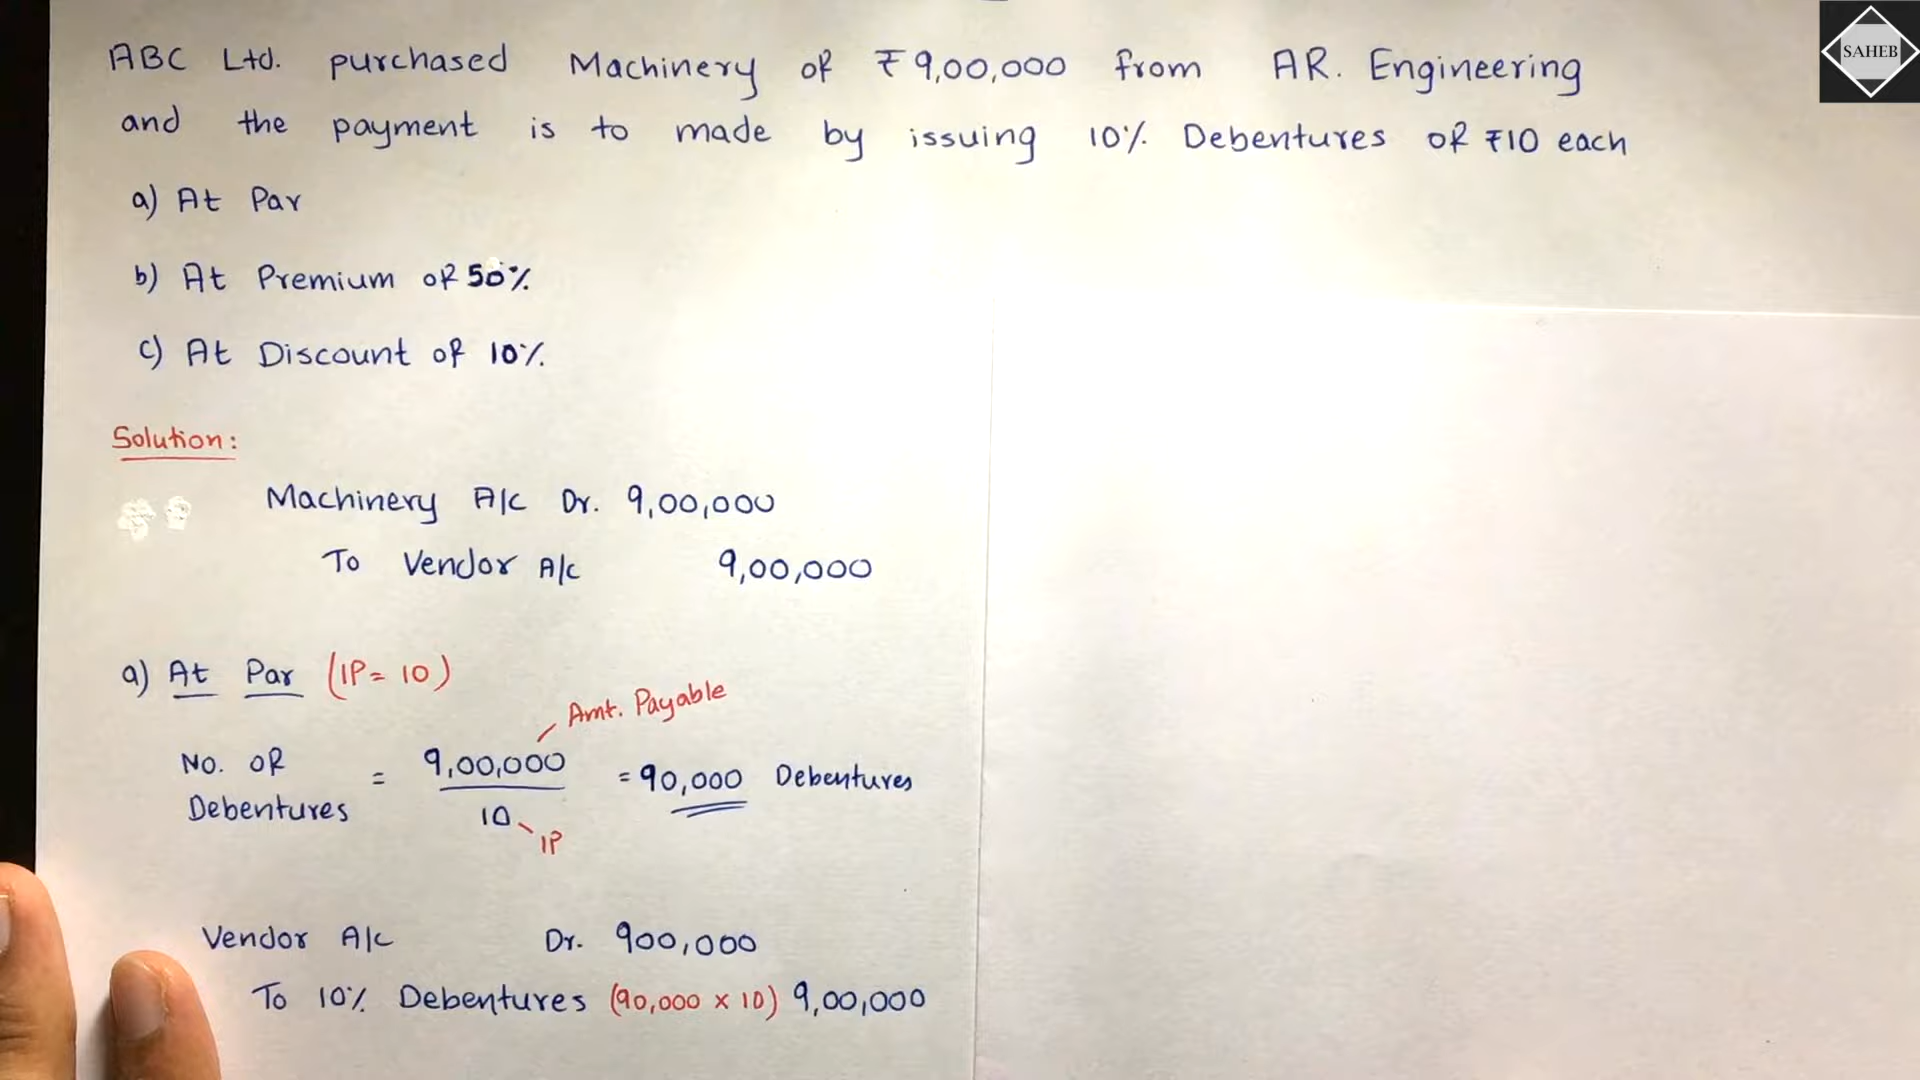 ABC Ltd. purchased Machinery of ₹9,00,000 from AR. Engineering
and the payment is to made by issuing 10% Debentures of ₹10 each
a) At Par
b) At Premium of 50%
c) At Discount of 10%
Solution:
Machinery A/c Dr. 9,00,000
To Vendor A/c 9,00,000
a) At Par (IP= 10)
Amt. Payable
No. of Debentures = 9,00,000 / 10 = 90,000 Debentures
IP
Vendor A/c Dr. 900,000
To 10% Debentures (90,000 x 10) 9,00,000
SAHEB